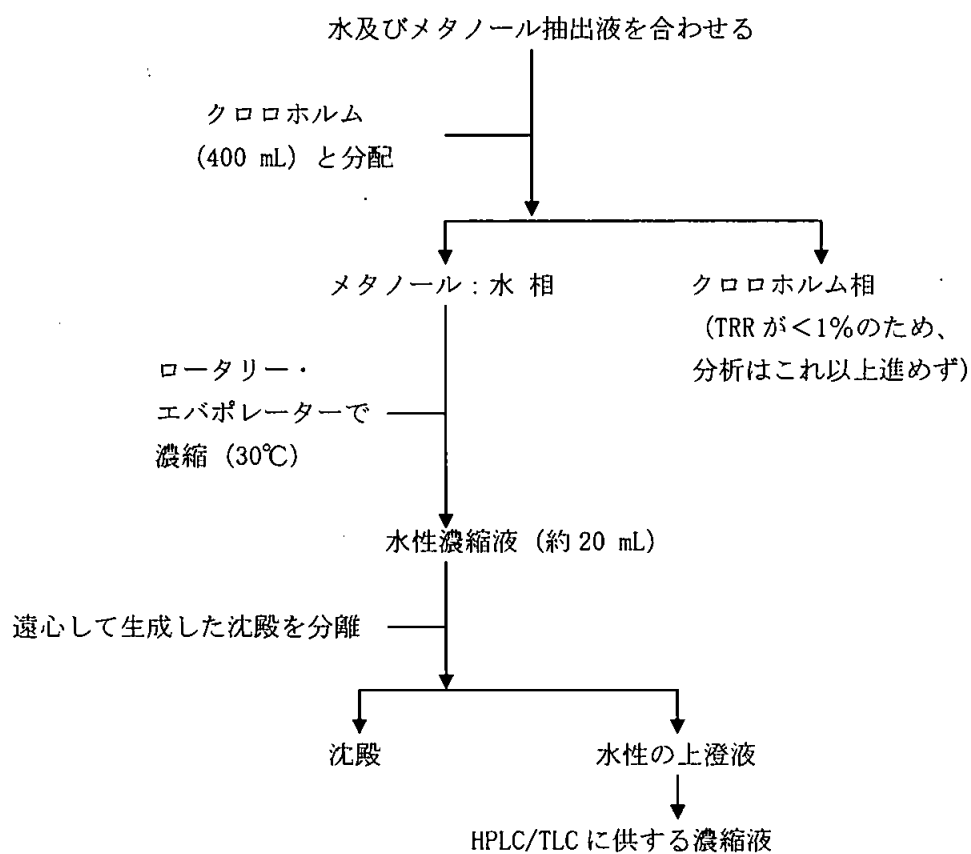 水及びメタノール抽出液を合わせる
クロロホルム
(400 mL) と分配
メタノール：水 相
クロロホルム相
(TRR が＜1%のため、
分析はこれ以上進めず)
ロータリー・
エバポレーターで
濃縮 (30℃)
水性濃縮液 (約 20 mL)
遠心して生成した沈殿を分離
沈殿
水性の上澄液
HPLC/TLC に供する濃縮液